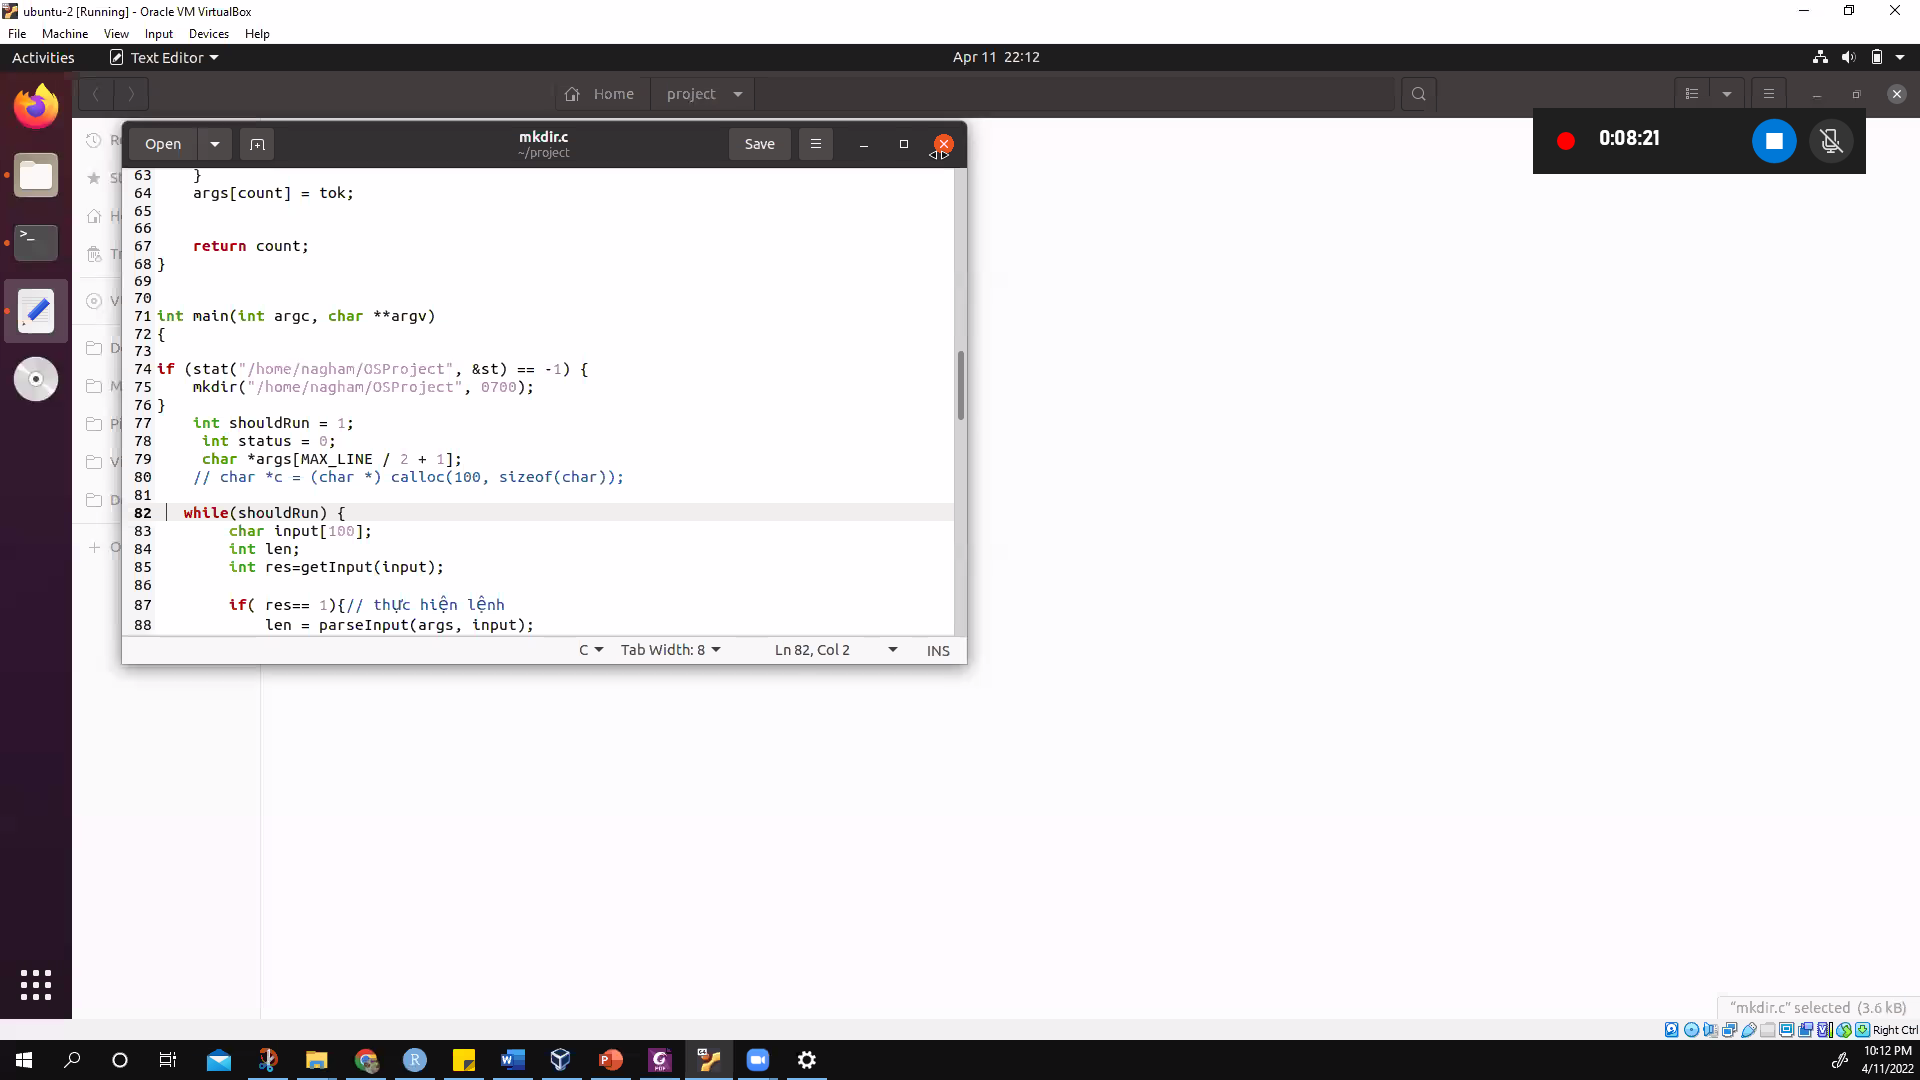 ubuntu-2 [Running] - Oracle VM VirtualBox
File Machine View Input Devices Help
Activities Text Editor Apr 11 22:12
Home project
0:08:21
Open mkdir.c Save
~/project
63 }
64 args[count] = tok;
65
66
67 return count;
68 }
69
70
71 int main(int argc, char **argv)
72 {
73
74 if (stat("/home/nagham/OSProject", &st) == -1) {
75 mkdir("/home/nagham/OSProject", 0700);
76 }
77 int shouldRun = 1;
78 int status = 0;
79 char *args[MAX_LINE / 2 + 1];
80 // char *c = (char *) calloc(100, sizeof(char));
81
82 while(shouldRun) {
83 char input[100];
84 int len;
85 int res=getInput(input);
86
87 if( res== 1){// thực hiện lệnh
88 len = parseInput(args, input);
C Tab Width: 8 Ln 82, Col 2 INS
"mkdir.c" selected (3.6 kB)
Right Ctrl
10:12 PM
4/11/2022